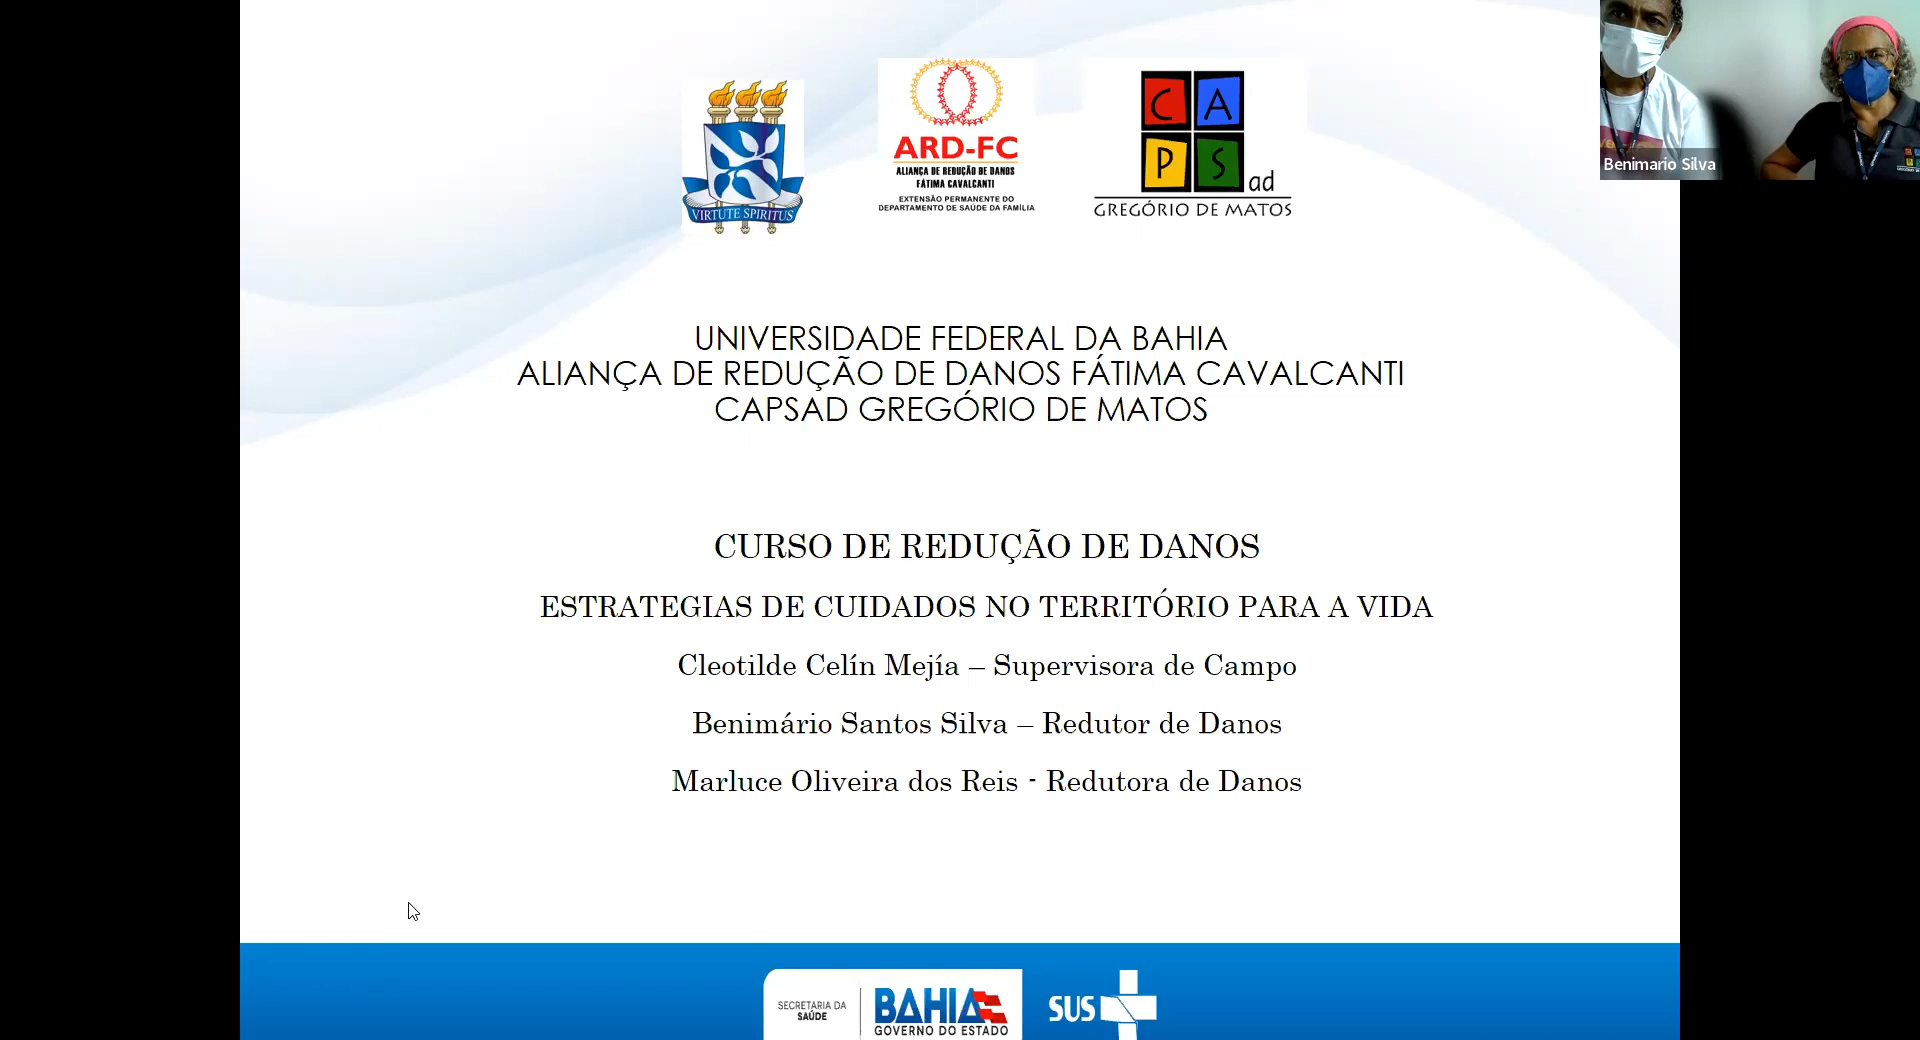 VIRTUTE SPIRITUS
ARD-FC
ALIANÇA DE REDUÇÃO DE DANOS
FÁTIMA CAVALCANTI
EXTENSÃO PERMANENTE DO
DEPARTAMENTO DE SAÚDE DA FAMÍLIA
C A
P S ad
GREGÓRIO DE MATOS
Benimario Silva
UNIVERSIDADE FEDERAL DA BAHIA
ALIANÇA DE REDUÇÃO DE DANOS FÁTIMA CAVALCANTI
CAPSAD GREGÓRIO DE MATOS
CURSO DE REDUÇÃO DE DANOS
ESTRATEGIAS DE CUIDADOS NO TERRITÓRIO PARA A VIDA
Cleotilde Celín Mejía – Supervisora de Campo
Benimário Santos Silva – Redutor de Danos
Marluce Oliveira dos Reis - Redutora de Danos
SECRETARIA DA
SAÚDE
BAHIA
GOVERNO DO ESTADO
SUS